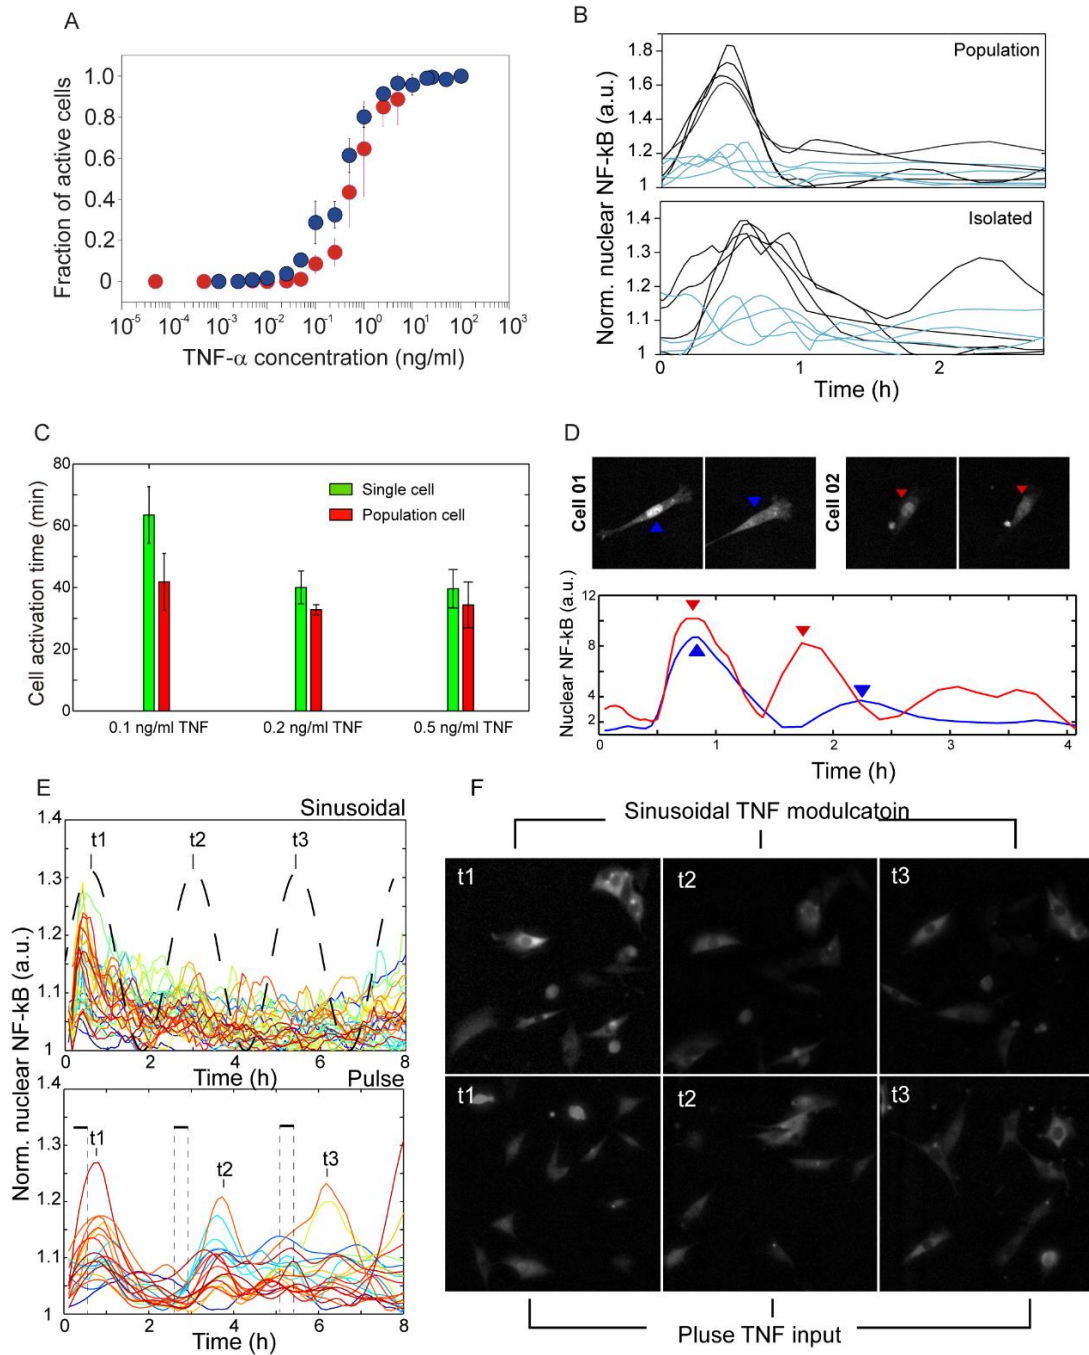 A
Fraction of active cells
1.0
0.8
0.6
0.4
0.2
0
10-5
10-4
10-3
10-2
10-1
100
101
102
103
TNF-α concentration (ng/ml)
B
Norm. nuclear NF-kB (a.u.)
Population
1.8
1.6
1.4
1.2
1
Isolated
1.4
1.3
1.2
1.1
1
0
1
2
Time (h)
C
Cell activation time (min)
80
60
40
20
0
Single cell
Population cell
0.1 ng/ml TNF
0.2 ng/ml TNF
0.5 ng/ml TNF
D
Cell 01
Cell 02
Nuclear NF-kB (a.u.)
12
8
4
2
0
1
2
3
4
Time (h)
E
Norm. nuclear NF-kB (a.u.)
Sinusoidal
1.4
1.3
1.2
1.1
1
t1
t2
t3
0
2
4
6
8
Time (h)
Pulse
1.4
1.3
1.2
1.1
1
t1
t2
t3
0
2
4
6
8
Time (h)
F
Sinusoidal TNF modulcatoin
t1
t2
t3
t1
t2
t3
Pluse TNF input